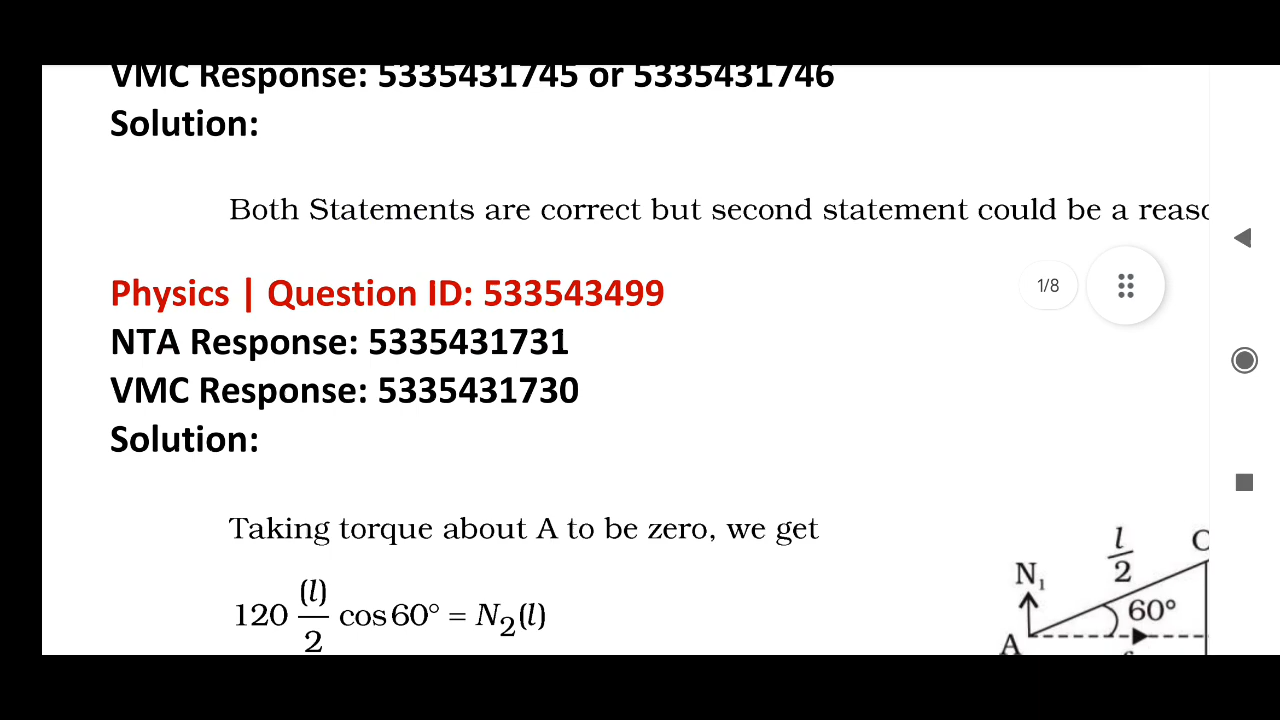 VMC Response: 5335431745 or 5335431746
Solution:
Both Statements are correct but second statement could be a
Physics | Question ID: 533543499
1/8
NTA Response: 5335431731
VMC Response: 5335431730
Solution:
Taking torque about A to be zero, we get
120 (l)/2 cos 60° = N₂(l)
l/2
C
N₁
60°
A